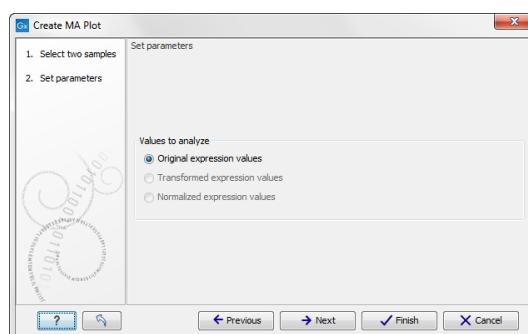 Gx Create MA Plot
1. Select two samples
2. Set parameters
Set parameters
Values to analyze
Original expression values
Transformed expression values
Normalized expression values
? Previous Next Finish Cancel